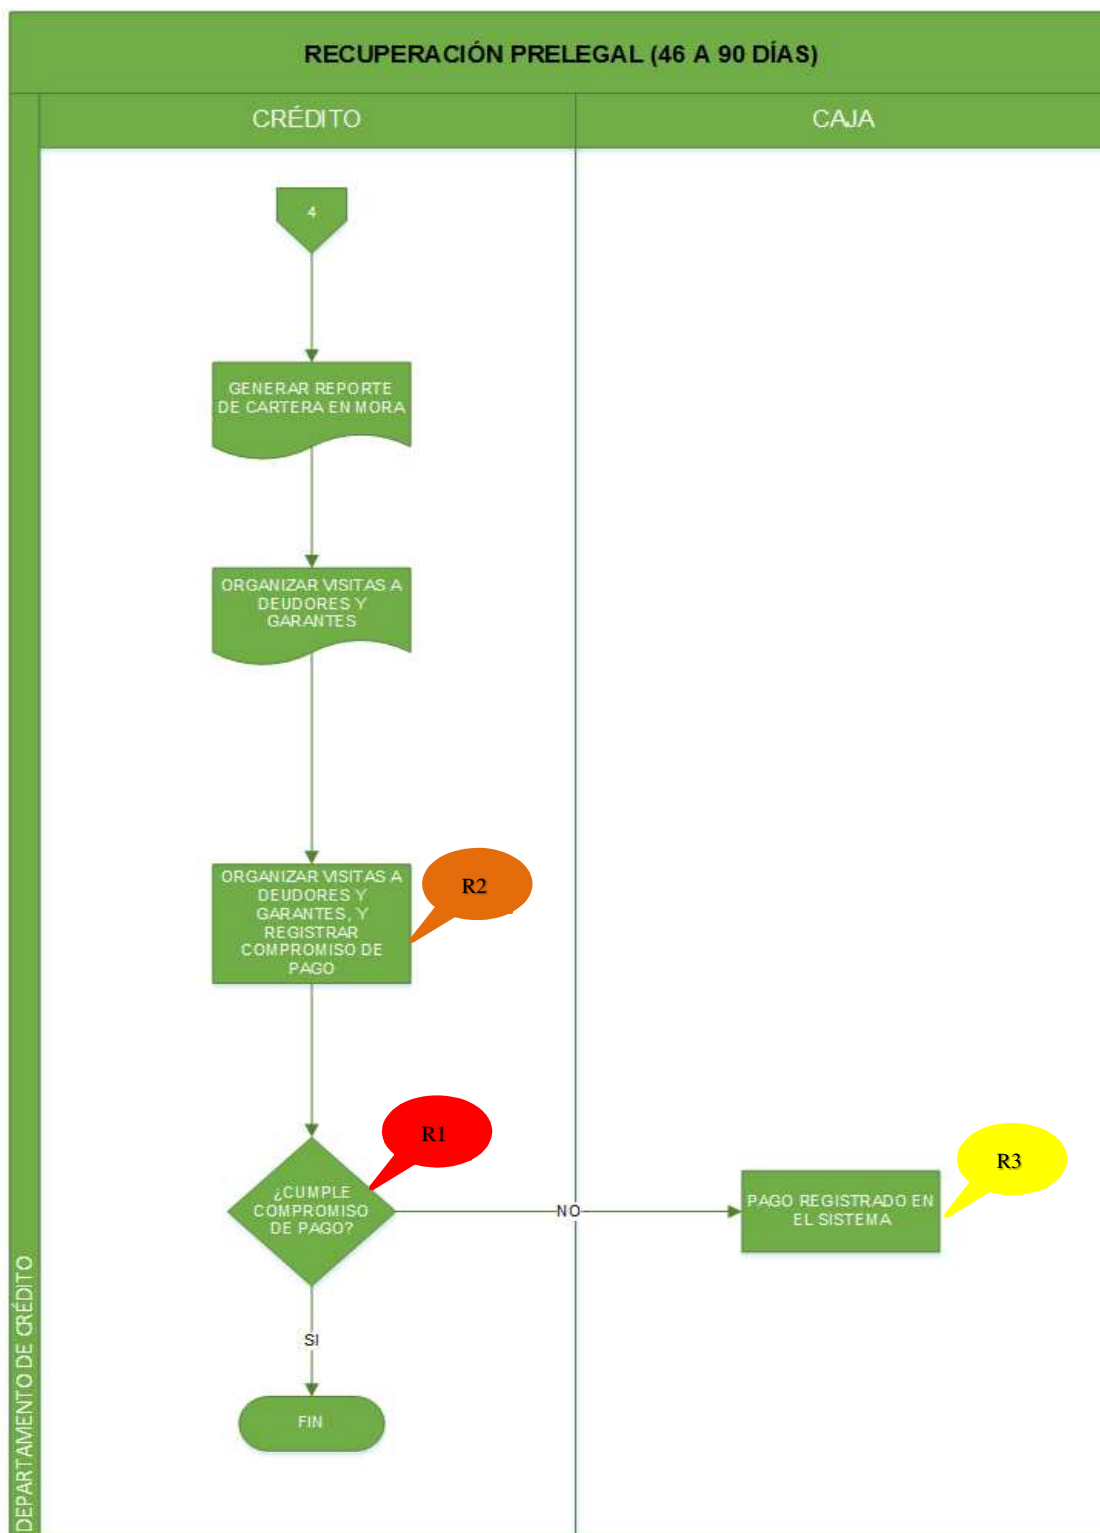 RECUPERACIÓN PRELEGAL (46 A 90 DÍAS)
CRÉDITO
CAJA
4
GENERAR REPORTE
DE CARTERA EN MORA
ORGANIZAR VISITAS A
DEUDORES Y
GARANTES
ORGANIZAR VISITAS A
DEUDORES Y
GARANTES, Y
REGISTRAR
COMPROMISO DE
PAGO
R2
R1
¿CUMPLE
COMPROMISO
DE PAGO?
NO
PAGO REGISTRADO EN
EL SISTEMA
R3
SI
FIN
DEPARTAMENTO DE CRÉDITO